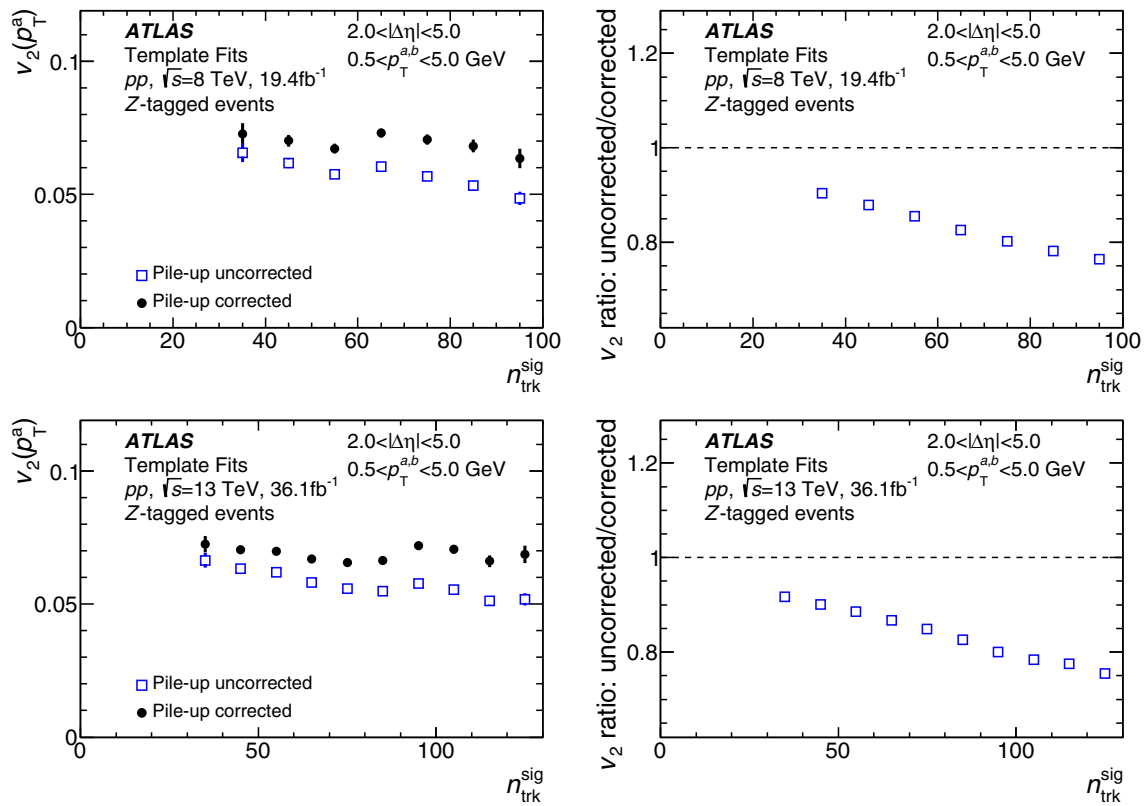 v₂(pᵃ_T)
0.1
0.05
0
ATLAS
Template Fits
pp, √s=8 TeV, 19.4fb⁻¹
Z-tagged events
2.0<|Δη|<5.0
0.5<p_T^{a,b}<5.0 GeV
Pile-up uncorrected
Pile-up corrected
0 20 40 60 80 100
n_trk^sig
v₂ ratio: uncorrected/corrected
1.2
1
0.8
ATLAS
Template Fits
pp, √s=8 TeV, 19.4fb⁻¹
Z-tagged events
2.0<|Δη|<5.0
0.5<p_T^{a,b}<5.0 GeV
0 20 40 60 80 100
n_trk^sig
v₂(pᵃ_T)
0.1
0.05
0
ATLAS
Template Fits
pp, √s=13 TeV, 36.1fb⁻¹
Z-tagged events
2.0<|Δη|<5.0
0.5<p_T^{a,b}<5.0 GeV
Pile-up uncorrected
Pile-up corrected
0 50 100
n_trk^sig
v₂ ratio: uncorrected/corrected
1.2
1
0.8
ATLAS
Template Fits
pp, √s=13 TeV, 36.1fb⁻¹
Z-tagged events
2.0<|Δη|<5.0
0.5<p_T^{a,b}<5.0 GeV
0 50 100
n_trk^sig